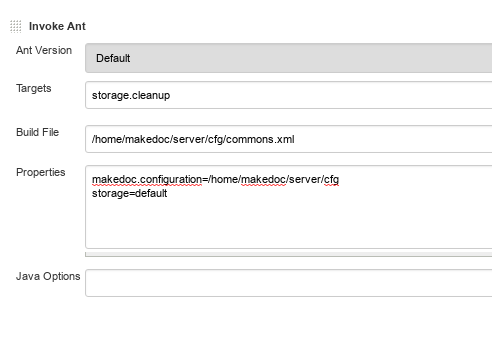 Invoke Ant
Ant Version
Default
Targets
storage.cleanup
Build File
/home/makedoc/server/cfg/commons.xml
Properties
makedoc.configuration=/home/makedoc/server/cfg
storage=default
Java Options